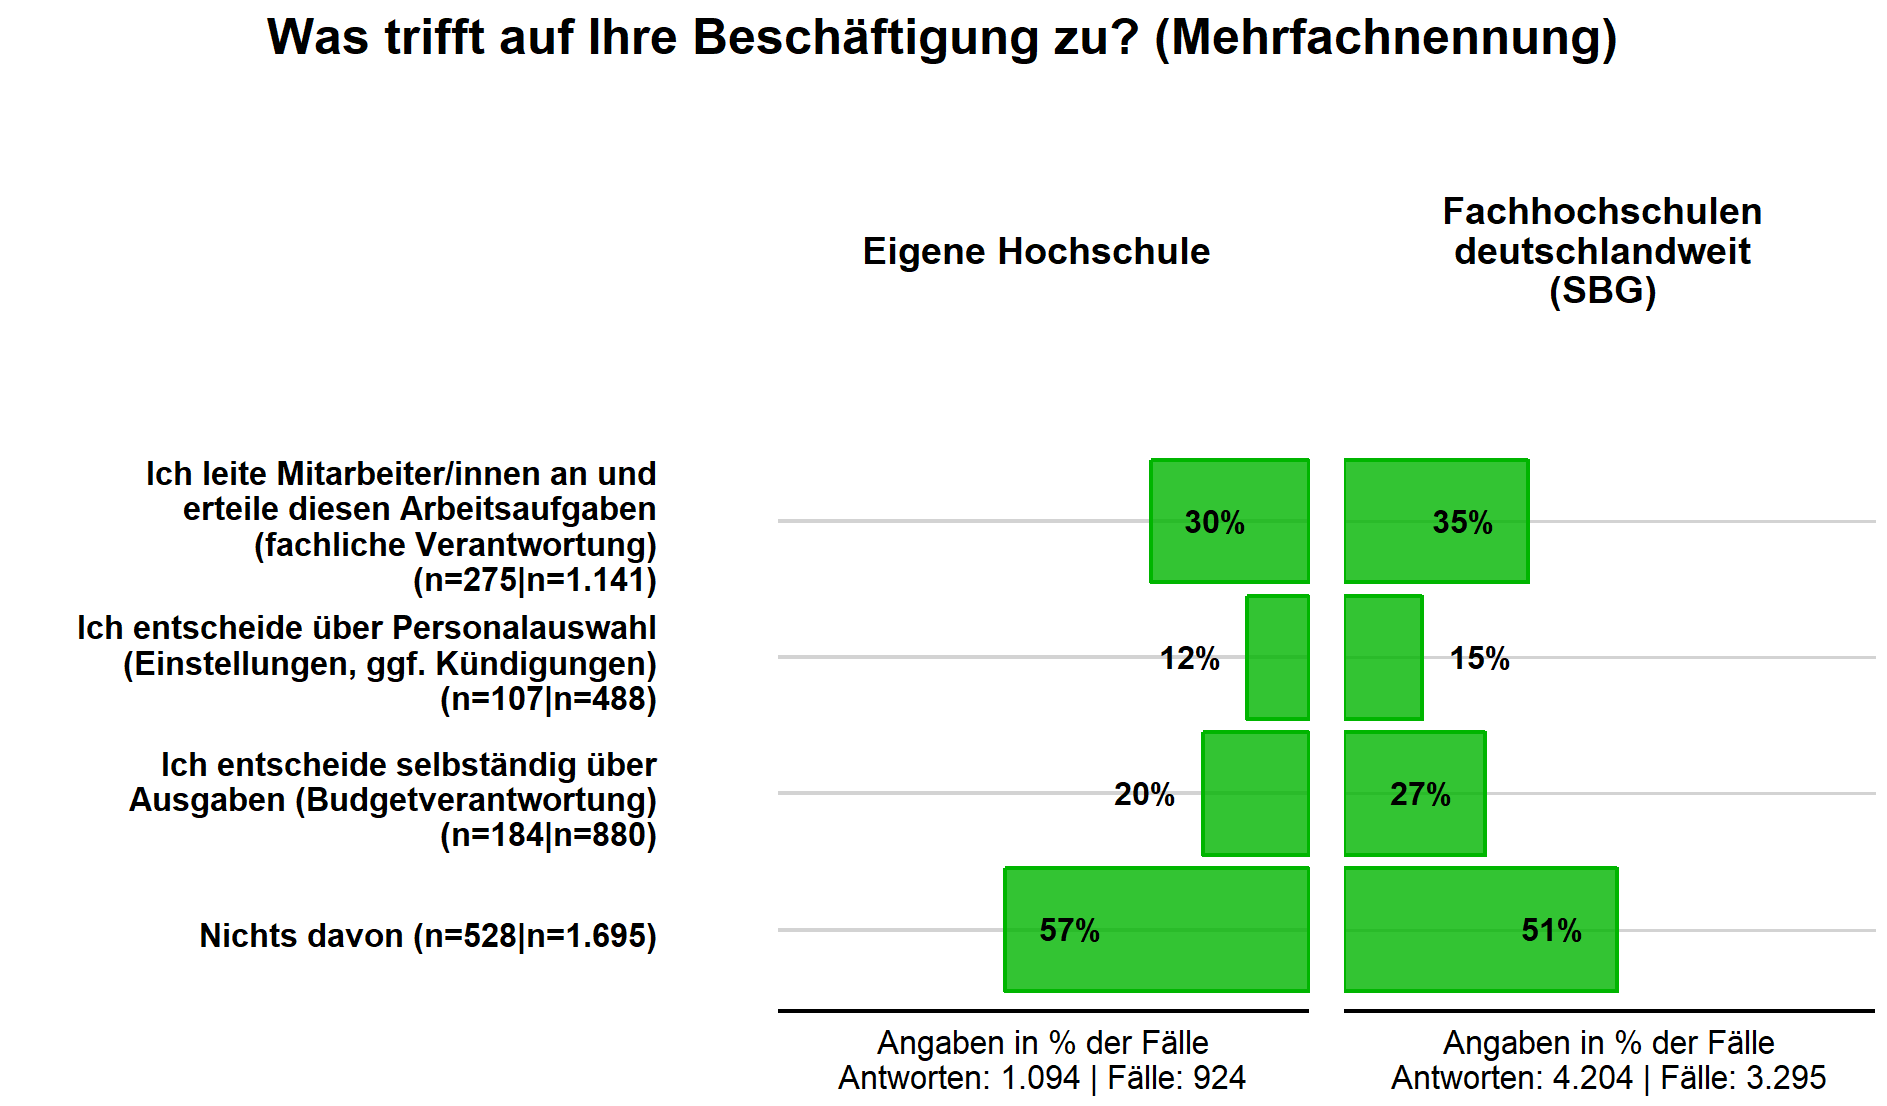 Was trifft auf Ihre Beschäftigung zu? (Mehrfachnennung)
Eigene Hochschule
Fachhochschulen
deutschlandweit
(SBG)
Ich leite Mitarbeiter/innen an und
erteile diesen Arbeitsaufgaben
(fachliche Verantwortung)
(n=275|n=1.141)
30%
35%
Ich entscheide über Personalauswahl
(Einstellungen, ggf. Kündigungen)
(n=107|n=488)
12%
15%
Ich entscheide selbständig über
Ausgaben (Budgetverantwortung)
(n=184|n=880)
20%
27%
Nichts davon (n=528|n=1.695)
57%
51%
Angaben in % der Fälle
Antworten: 1.094 | Fälle: 924
Angaben in % der Fälle
Antworten: 4.204 | Fälle: 3.295